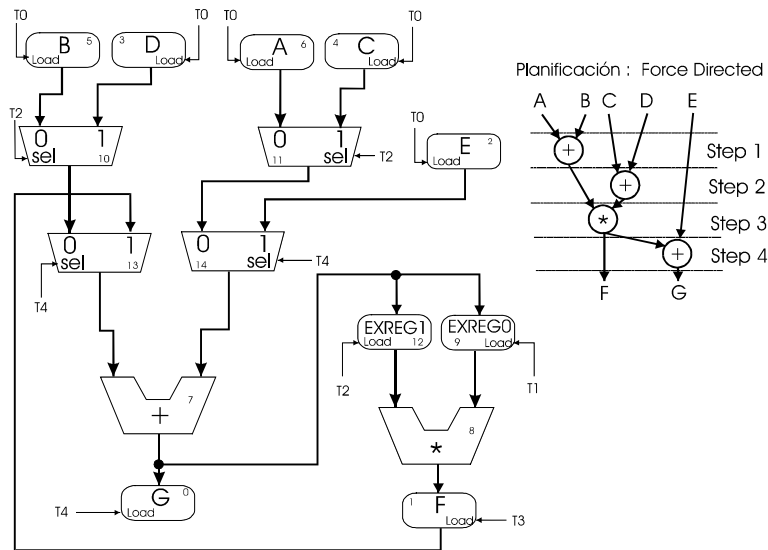 T0
T0
T0
T0
B 5
Load
3 D
Load
A 6
Load
4 C
Load
Planificación : Force Directed
A B C D E
T2
0 1
sel 10
0 1
11 sel
T2
T0
E 2
Load
+
Step 1
+
Step 2
*
Step 3
+
Step 4
F G
0 1
sel 13
T4
0 1
14 sel
T4
EXREG1
Load 12
T2
EXREG0
9 Load
T1
7
+
8
*
G 0
Load
T4
1 F
Load
T3